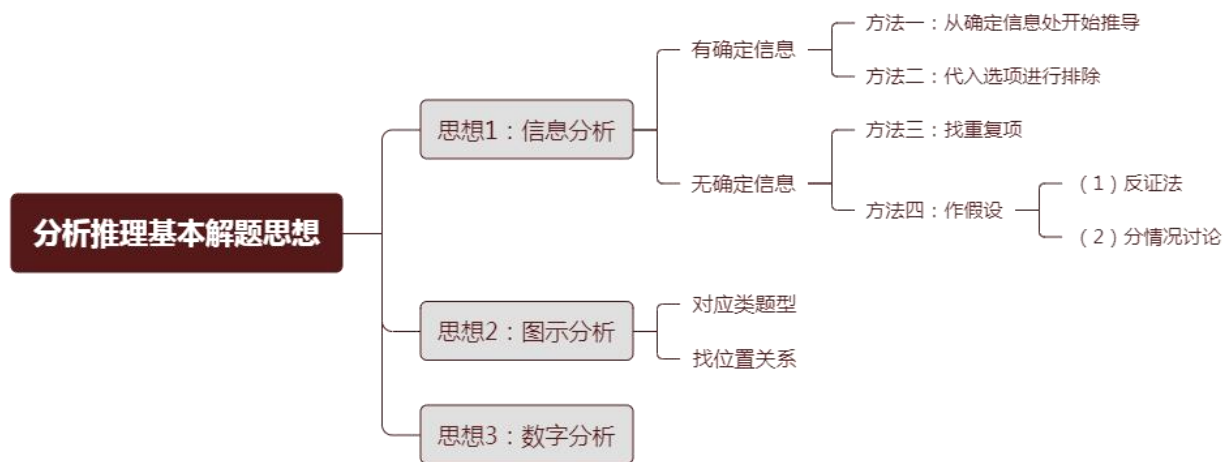 分析推理基本解题思想
思想1：信息分析
有确定信息
方法一：从确定信息处开始推导
方法二：代入选项进行排除
无确定信息
方法三：找重复项
方法四：作假设
（1）反证法
（2）分情况讨论
思想2：图示分析
对应类题型
找位置关系
思想3：数字分析